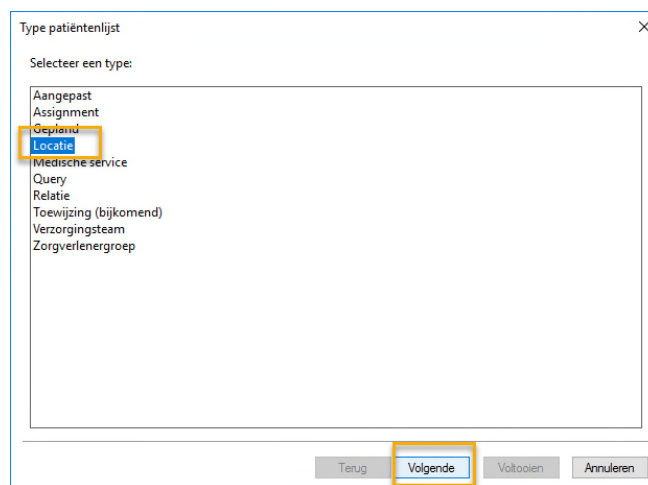 Type patiëntenlijst
Selecteer een type:
Aangepast
Assignment
Gepland
Locatie
Medische service
Query
Relatie
Toewijzing (bijkomend)
Verzorgingsteam
Zorgverlenergroep
Terug Volgende Voltooien Annuleren